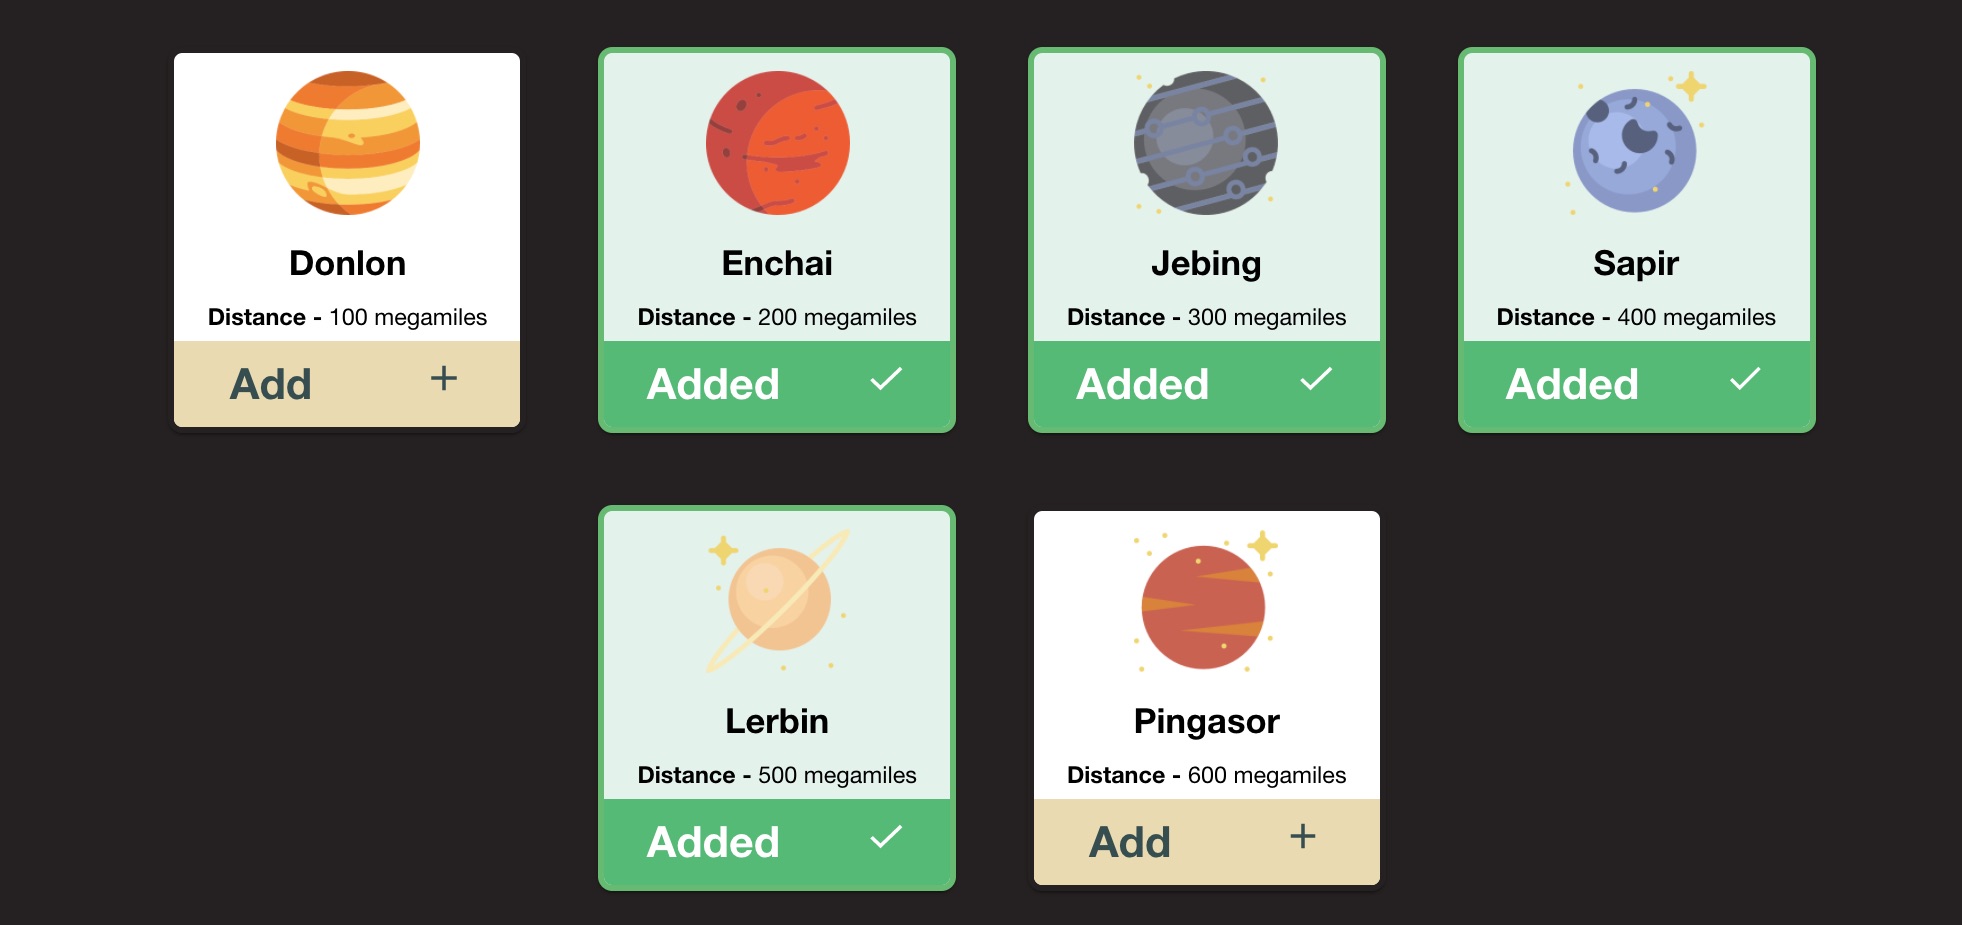 Donlon
Distance - 100 megamiles
Add +
Enchai
Distance - 200 megamiles
Added ✓
Jebing
Distance - 300 megamiles
Added ✓
Sapir
Distance - 400 megamiles
Added ✓
Lerbin
Distance - 500 megamiles
Added ✓
Pingasor
Distance - 600 megamiles
Add +